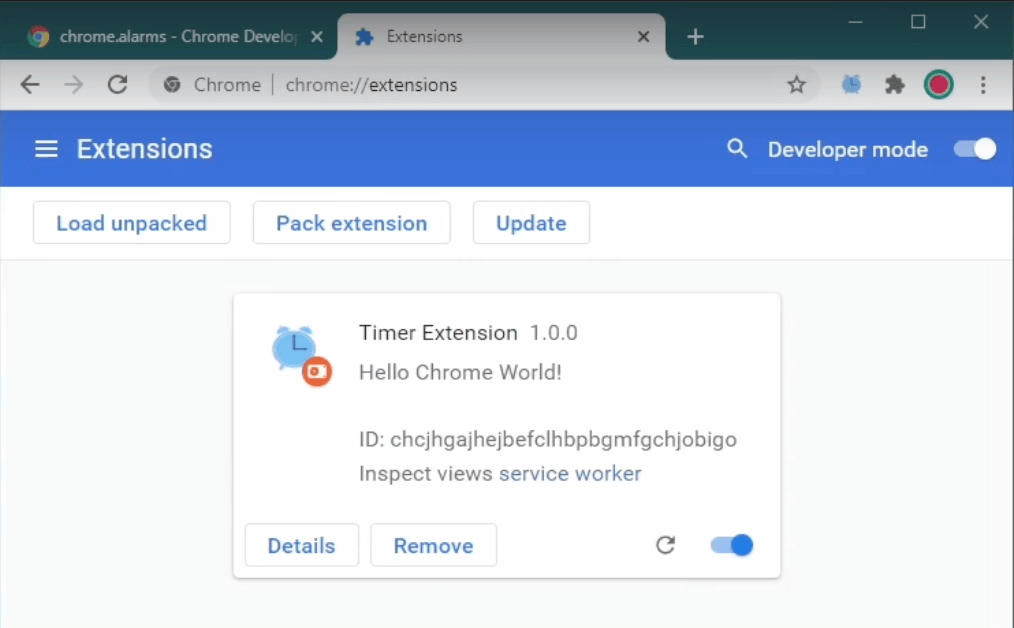 chrome.alarms - Chrome Develop
Extensions
Chrome | chrome://extensions
Extensions
Developer mode
Load unpacked
Pack extension
Update
Timer Extension 1.0.0
Hello Chrome World!
ID: chcjhgajhejbefclhbpbgmfgchjobigo
Inspect views service worker
Details
Remove